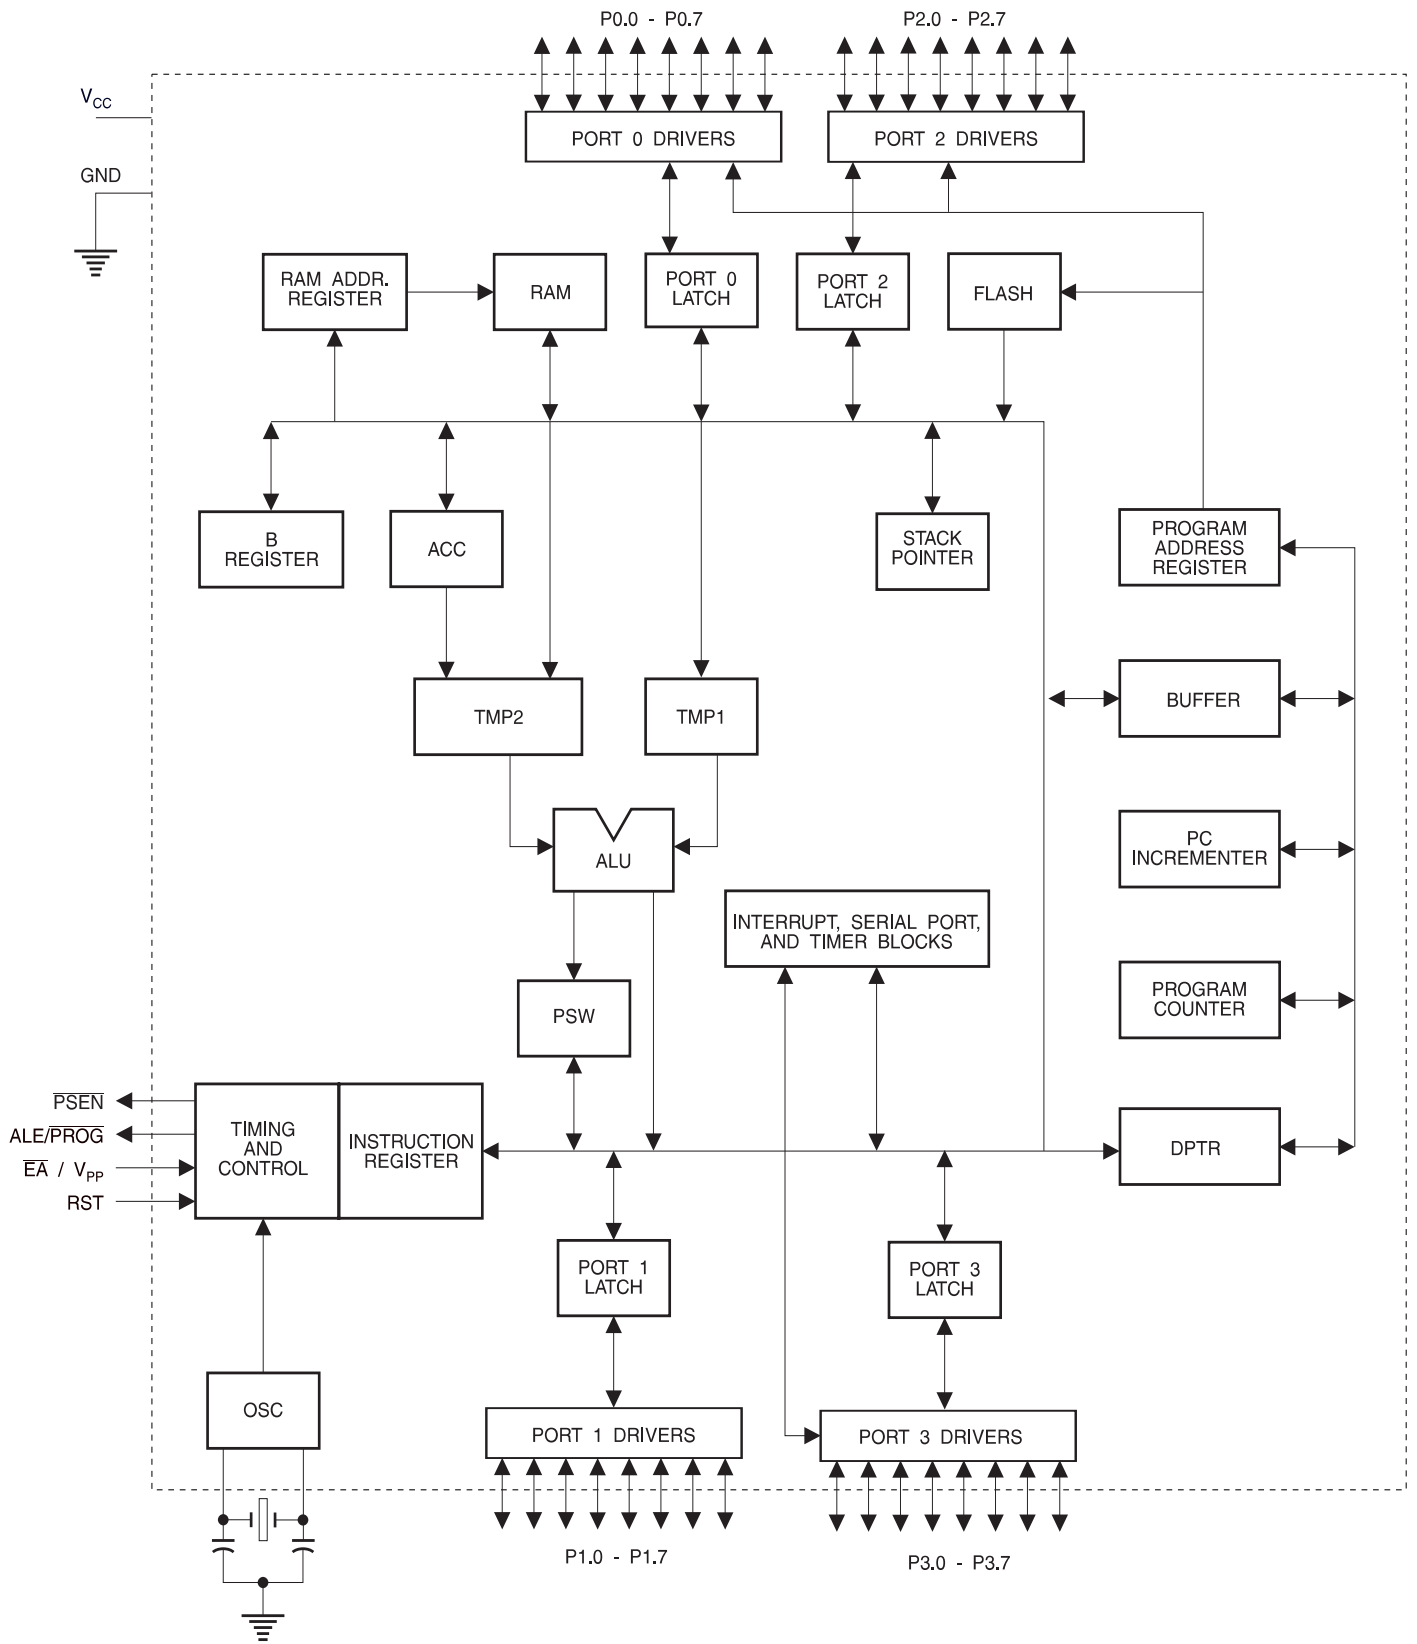 P0.0 - P0.7
P2.0 - P2.7
VCC
GND
PORT 0 DRIVERS
PORT 2 DRIVERS
RAM ADDR.
REGISTER
RAM
PORT 0
LATCH
PORT 2
LATCH
FLASH
B
REGISTER
ACC
STACK
POINTER
PROGRAM
ADDRESS
REGISTER
TMP2
TMP1
BUFFER
ALU
PC
INCREMENTER
INTERRUPT, SERIAL PORT,
AND TIMER BLOCKS
PSW
PROGRAM
COUNTER
PSEN
ALE/PROG
EA / VPP
RST
TIMING
AND
CONTROL
INSTRUCTION
REGISTER
DPTR
PORT 1
LATCH
PORT 3
LATCH
OSC
PORT 1 DRIVERS
PORT 3 DRIVERS
P1.0 - P1.7
P3.0 - P3.7